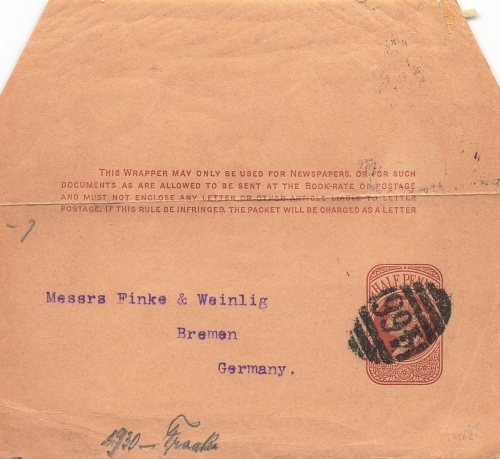 THIS WRAPPER MAY ONLY BE USED FOR NEWSPAPERS, OR FOR SUCH
DOCUMENTS AS ARE ALLOWED TO BE SENT AT THE BOOK-RATE OF POSTAGE
AND MUST NOT ENCLOSE ANY LETTER OR OTHER ARTICLE LIABLE TO LETTER
POSTAGE. IF THIS RULE BE INFRINGED, THE PACKET WILL BE CHARGED AS A LETTER
HALF PENNY
466
Messrs Finke & Weinlig
Bremen
Germany.
1930 —